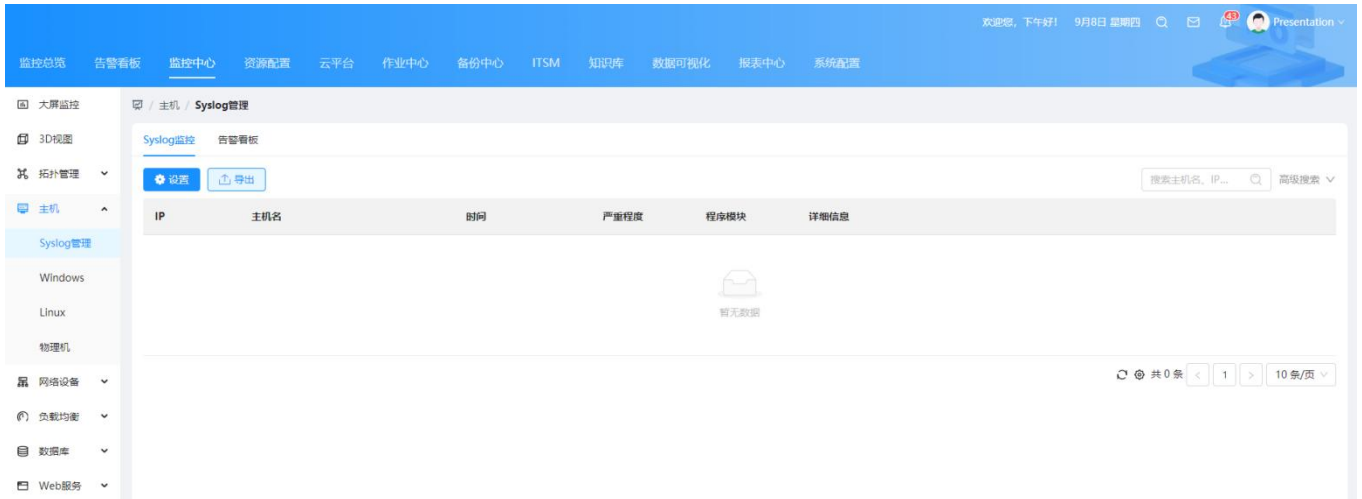 欢迎您，下午好！ 9月8日 星期四 43 Presentation
监控总览 告警看板 监控中心 资源配置 云平台 作业中心 备份中心 ITSM 知识库 数据可视化 报表中心 系统配置
大屏监控
3D视图
拓扑管理
主机
Syslog管理
Windows
Linux
物理机
网络设备
负载均衡
数据库
Web服务
/ 主机 / Syslog管理
Syslog监控 告警看板
设置 导出 搜索主机名、IP... 高级搜索
IP 主机名 时间 严重程度 程序模块 详细信息
暂无数据
共 0 条 < 1 > 10 条/页